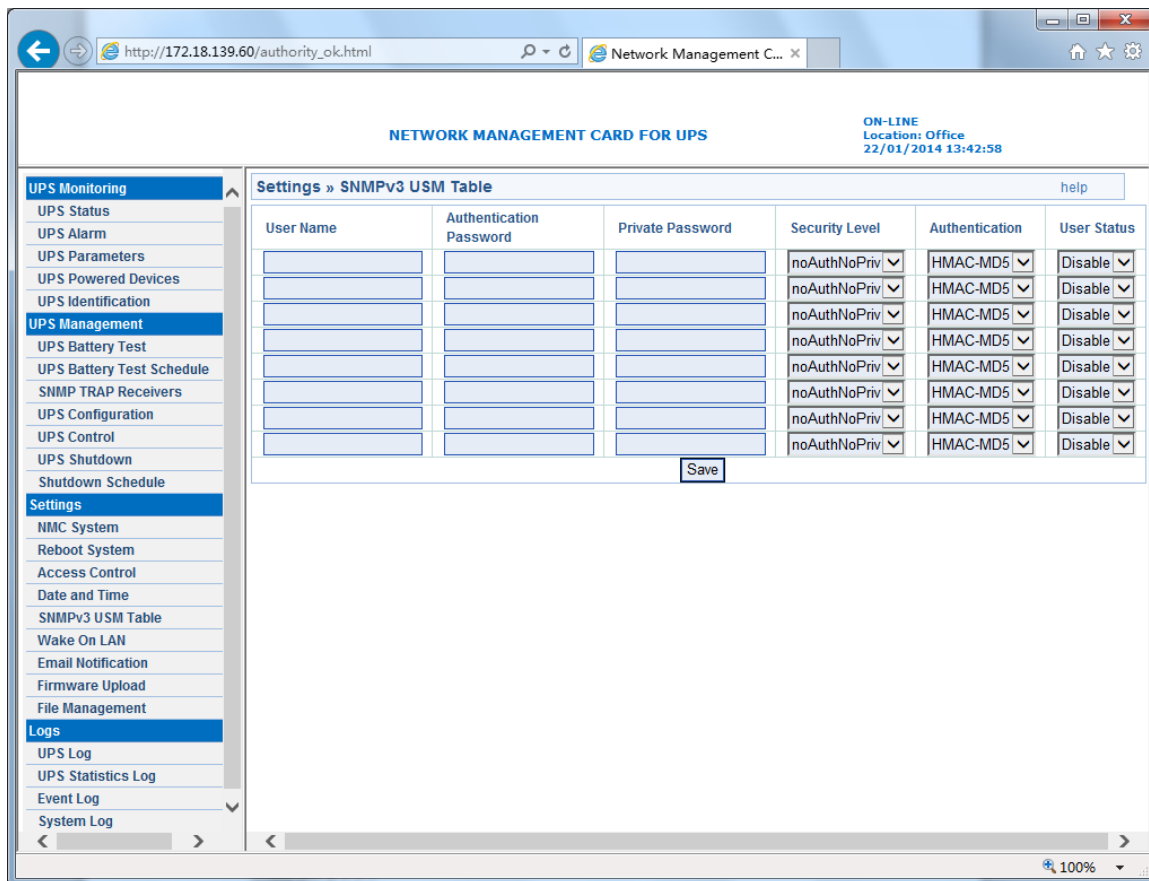 http://172.18.139.60/authority_ok.html
Network Management C...
NETWORK MANAGEMENT CARD FOR UPS
ON-LINE
Location: Office
22/01/2014 13:42:58
UPS Monitoring
UPS Status
UPS Alarm
UPS Parameters
UPS Powered Devices
UPS Identification
UPS Management
UPS Battery Test
UPS Battery Test Schedule
SNMP TRAP Receivers
UPS Configuration
UPS Control
UPS Shutdown
Shutdown Schedule
Settings
NMC System
Reboot System
Access Control
Date and Time
SNMPv3 USM Table
Wake On LAN
Email Notification
Firmware Upload
File Management
Logs
UPS Log
UPS Statistics Log
Event Log
System Log
Settings » SNMPv3 USM Table help
User Name Authentication Password Private Password Security Level Authentication User Status
noAuthNoPriv HMAC-MD5 Disable
noAuthNoPriv HMAC-MD5 Disable
noAuthNoPriv HMAC-MD5 Disable
noAuthNoPriv HMAC-MD5 Disable
noAuthNoPriv HMAC-MD5 Disable
noAuthNoPriv HMAC-MD5 Disable
noAuthNoPriv HMAC-MD5 Disable
noAuthNoPriv HMAC-MD5 Disable
Save
100%